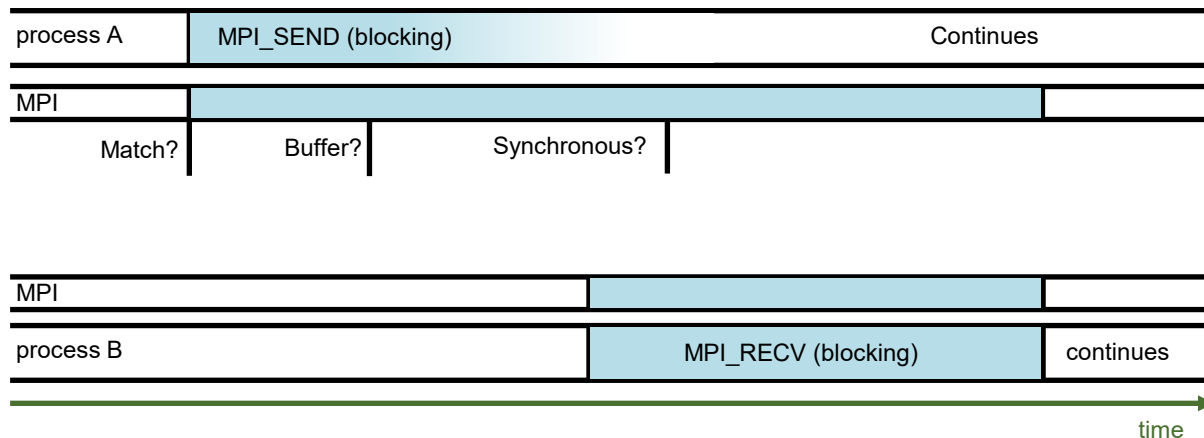 process A
MPI_SEND (blocking)
Continues
MPI
Match?
Buffer?
Synchronous?
MPI
process B
MPI_RECV (blocking)
continues
time